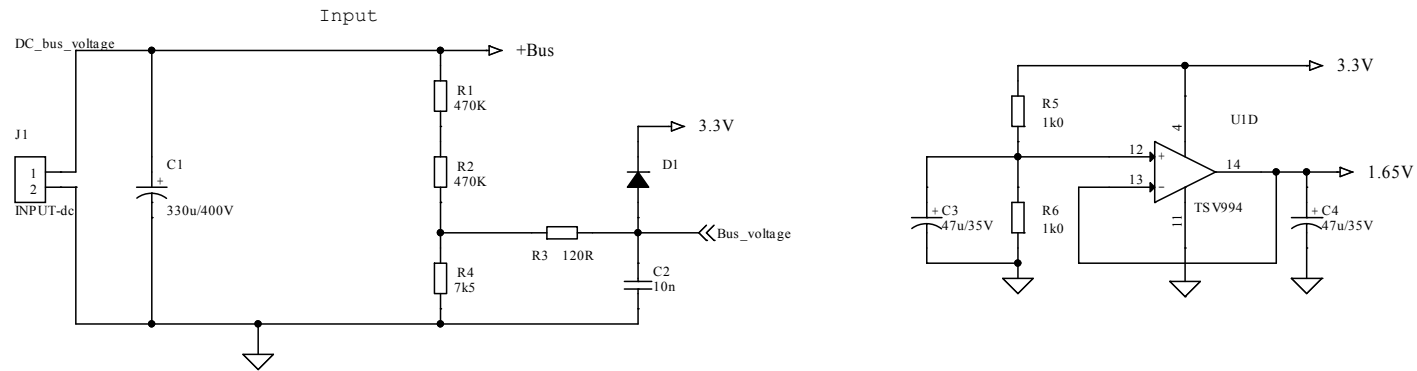 Input
DC_bus_voltage
+Bus
R1
470K
R2
470K
J1
1
2
INPUT-dc
C1
+
330u/400V
3.3V
D1
R3 120R
Bus_voltage
R4
7k5
C2
10n
3.3V
R5
1k0
U1D
4
12
+
13
−
14
1.65V
11
TSV994
+
C3
47u/35V
R6
1k0
+
C4
47u/35V